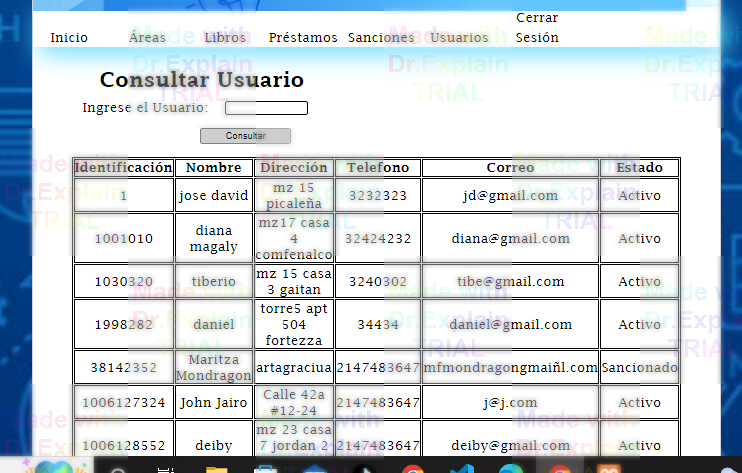 Cerrar
Inicio Áreas Libros Préstamos Sanciones Usuarios Sesión
Consultar Usuario
Ingrese el Usuario:
Consultar
Identificación Nombre Dirección Telefono Correo Estado
1 jose david mz 15 picaleña 3232323 jd@gmail.com Activo
1001010 diana magaly mz17 casa 4 comfenalco 32424232 diana@gmail.com Activo
1030320 tiberio mz 15 casa 3 gaitan 3240302 tibe@gmail.com Activo
1998282 daniel torre5 apt 504 fortezza 34434 daniel@gmail.com Activo
38142352 Maritza Mondragon artagraciua 2147483647 mfmondragongmaiñl.com Sancionado
1006127324 John Jairo Calle 42a #12-24 2147483647 j@j.com Activo
1006128552 deiby mz 23 casa 7 jordan 2 2147483647 deiby@gmail.com Activo
Made with
Dr.Explain
TRIAL